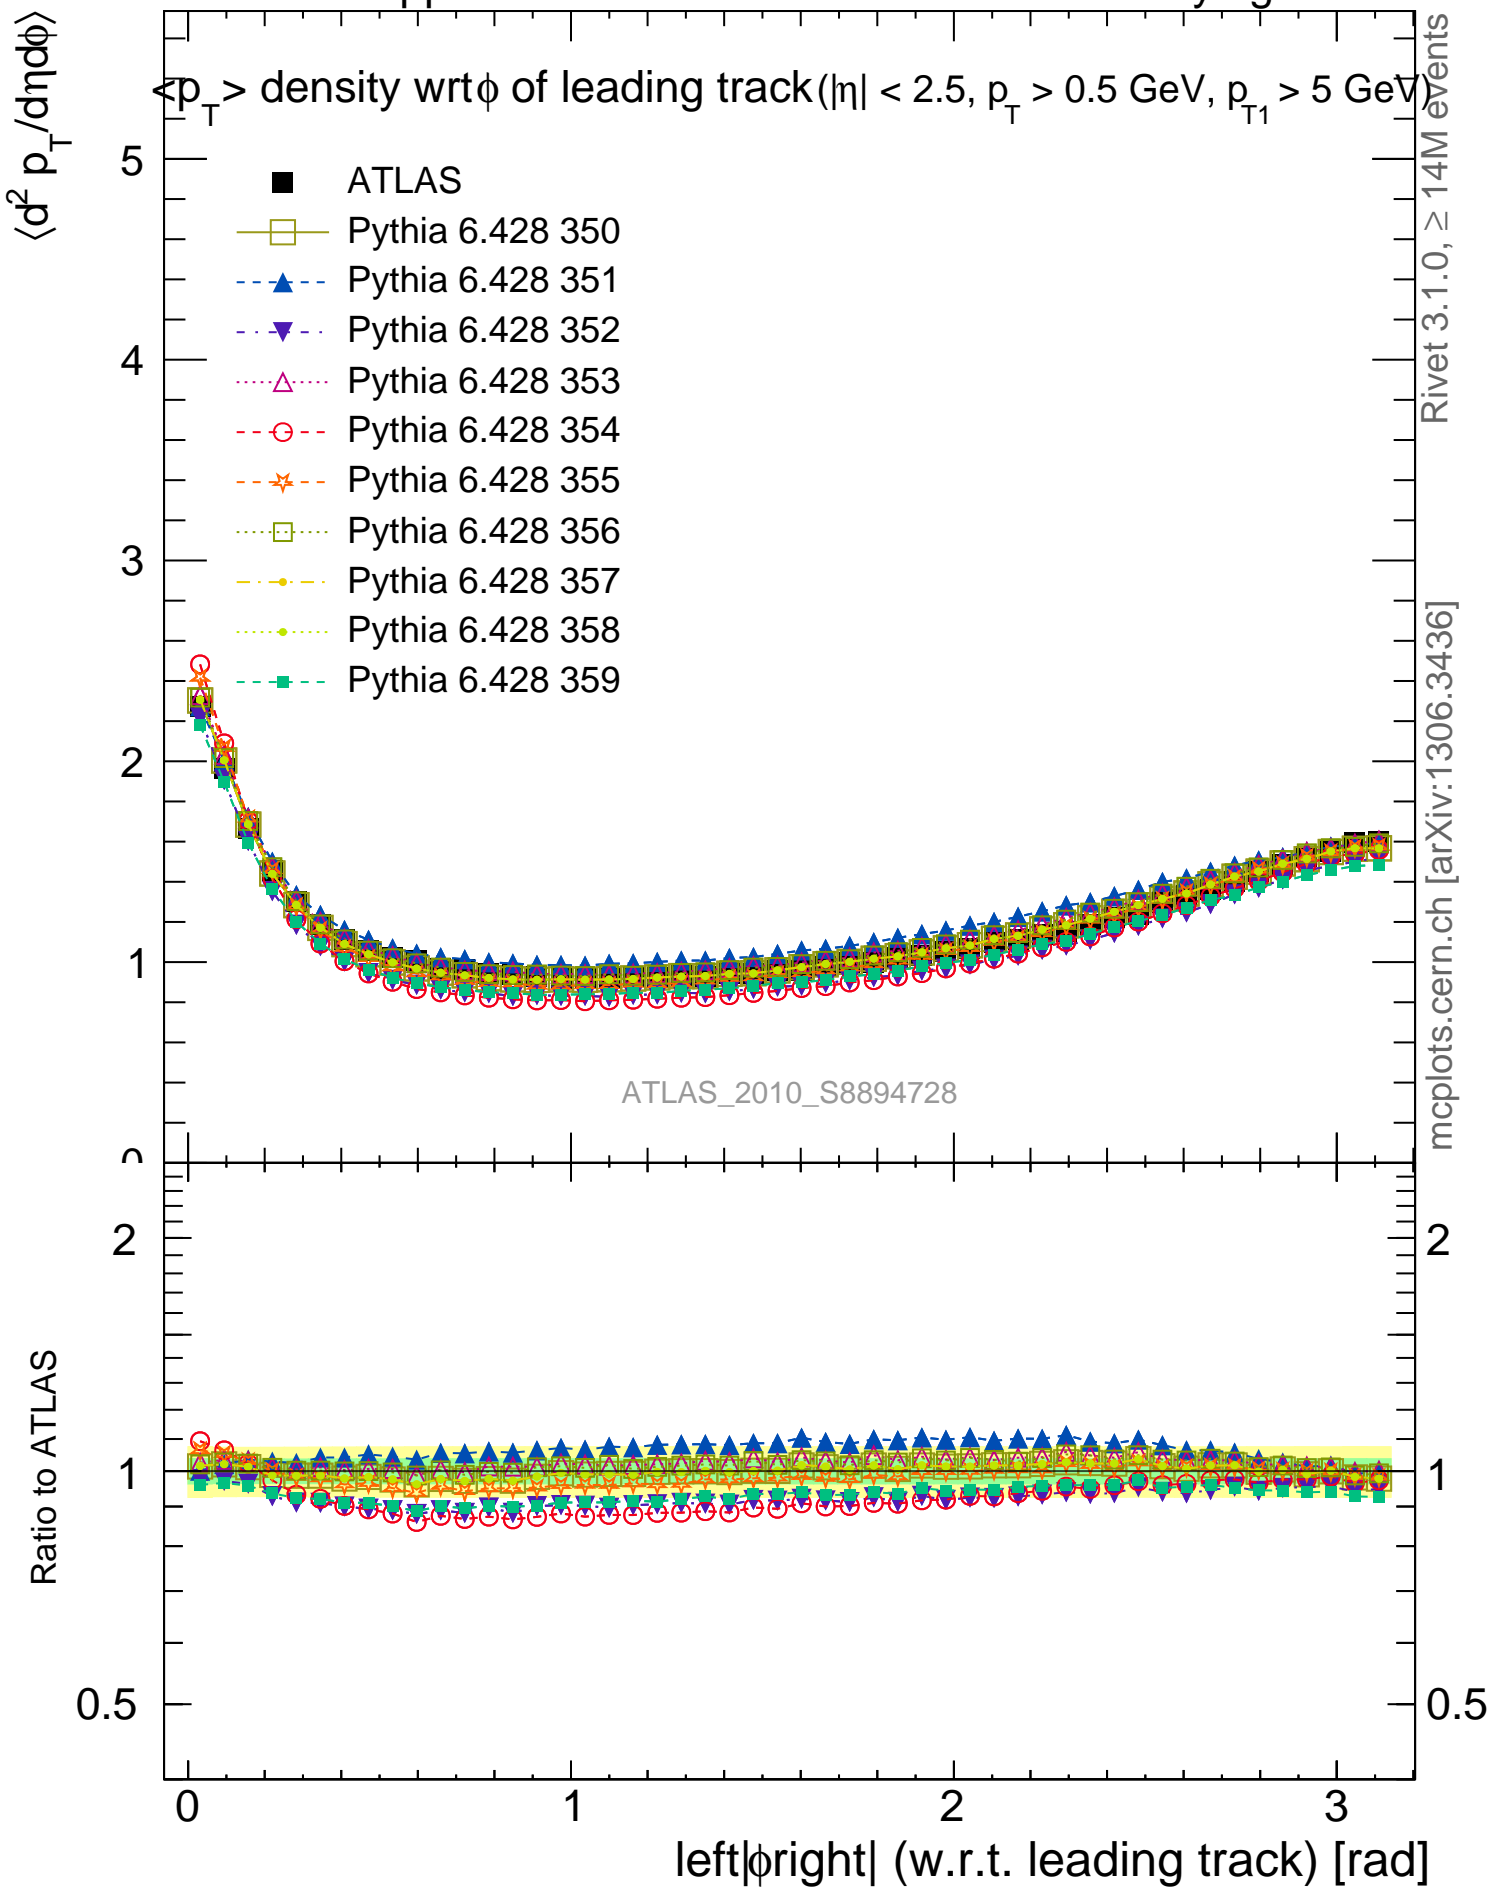 ⟨d² p_T/dηdϕ⟩
<p_T> density wrtϕ of leading track(|η| < 2.5, p_T > 0.5 GeV, p_T1 > 5 GeV)
ATLAS
Pythia 6.428 350
Pythia 6.428 351
Pythia 6.428 352
Pythia 6.428 353
Pythia 6.428 354
Pythia 6.428 355
Pythia 6.428 356
Pythia 6.428 357
Pythia 6.428 358
Pythia 6.428 359
5
4
3
2
1
0
ATLAS_2010_S8894728
Rivet 3.1.0, ≥ 14M events
mcplots.cern.ch [arXiv:1306.3436]
Ratio to ATLAS
2
1
0.5
2
1
0.5
0 1 2 3
left|ϕright| (w.r.t. leading track) [rad]